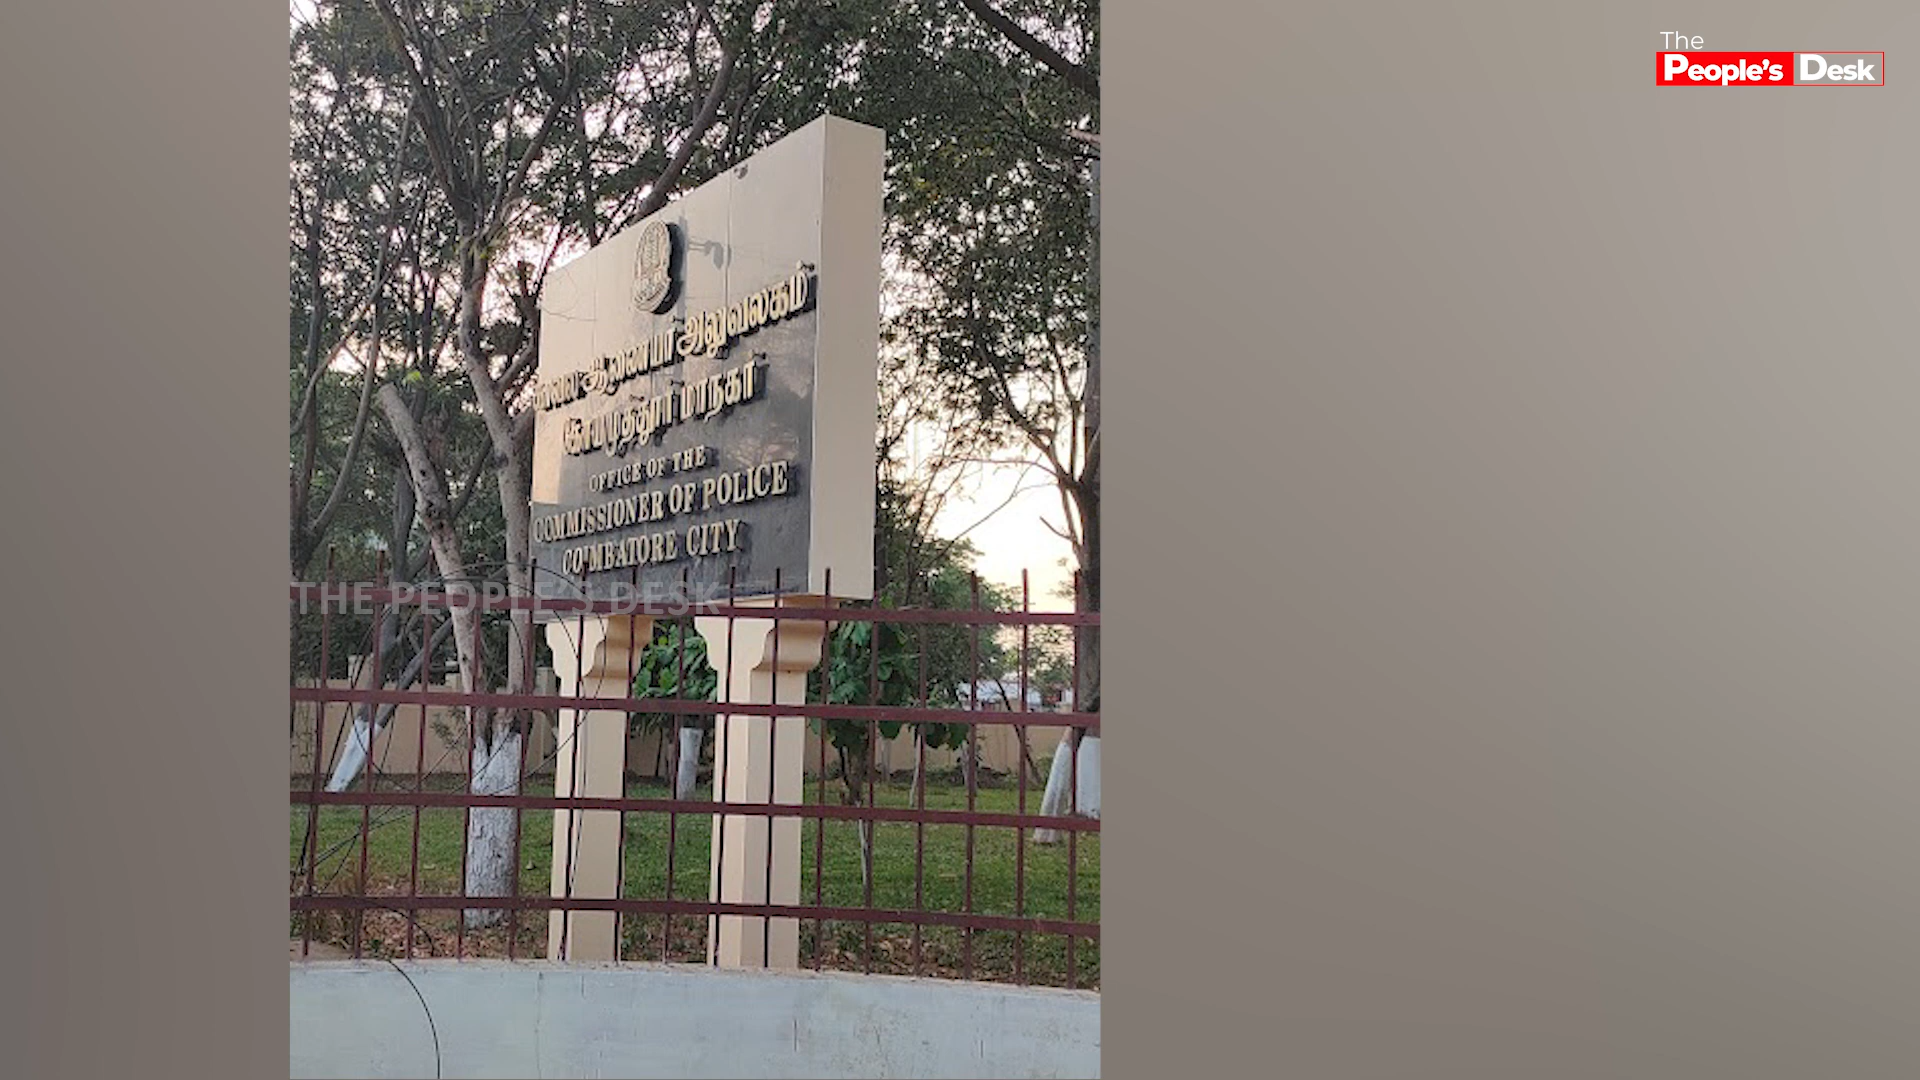 The
People's Desk
காவல் ஆணையர் அலுவலகம்
கோயமுத்தூர் மாநகர்
OFFICE OF THE
COMMISSIONER OF POLICE
COIMBATORE CITY
THE PEOPLE'S DESK